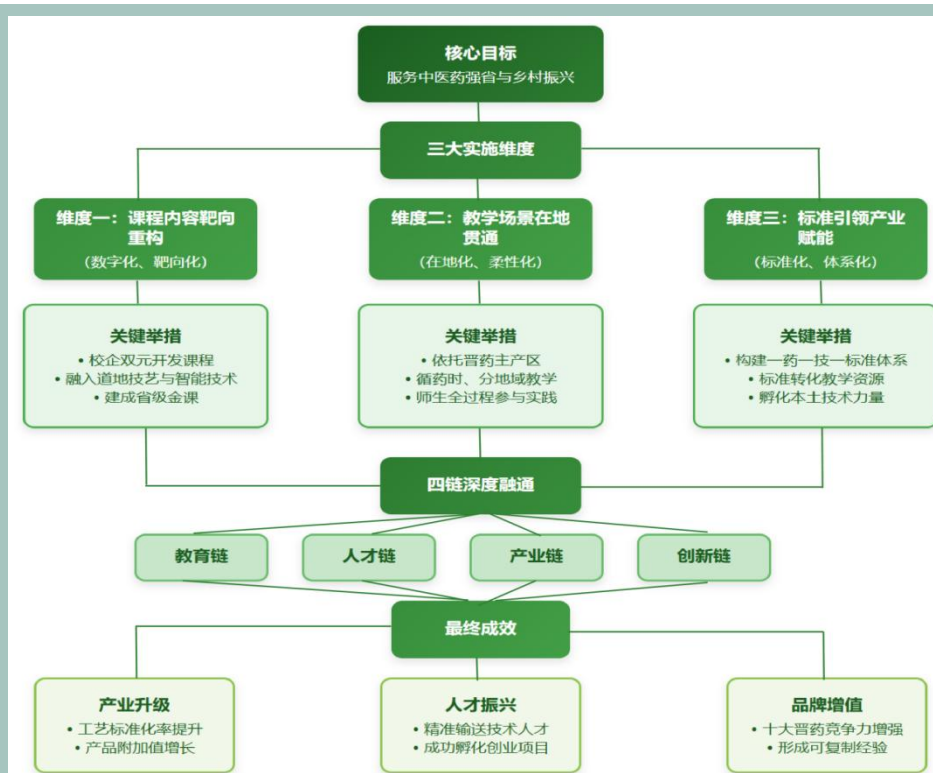 核心目标
服务中医药强省与乡村振兴
三大实施维度
维度一：课程内容靶向
重构
（数字化、靶向化）
维度二：教学场景在地
贯通
（在地化、柔性化）
维度三：标准引领产业
赋能
（标准化、体系化）
关键举措
• 校企双元开发课程
• 融入道地技艺与智能技术
• 建成省级金课
关键举措
• 依托晋药主产区
• 循药时、分地域教学
• 师生全过程参与实践
关键举措
• 构建一药一技一标准体系
• 标准转化教学资源
• 孵化本土技术力量
四链深度融通
教育链
人才链
产业链
创新链
最终成效
产业升级
• 工艺标准化率提升
• 产品附加值增长
人才振兴
• 精准输送技术人才
• 成功孵化创业项目
品牌增值
• 十大晋药竞争力增强
• 形成可复制经验